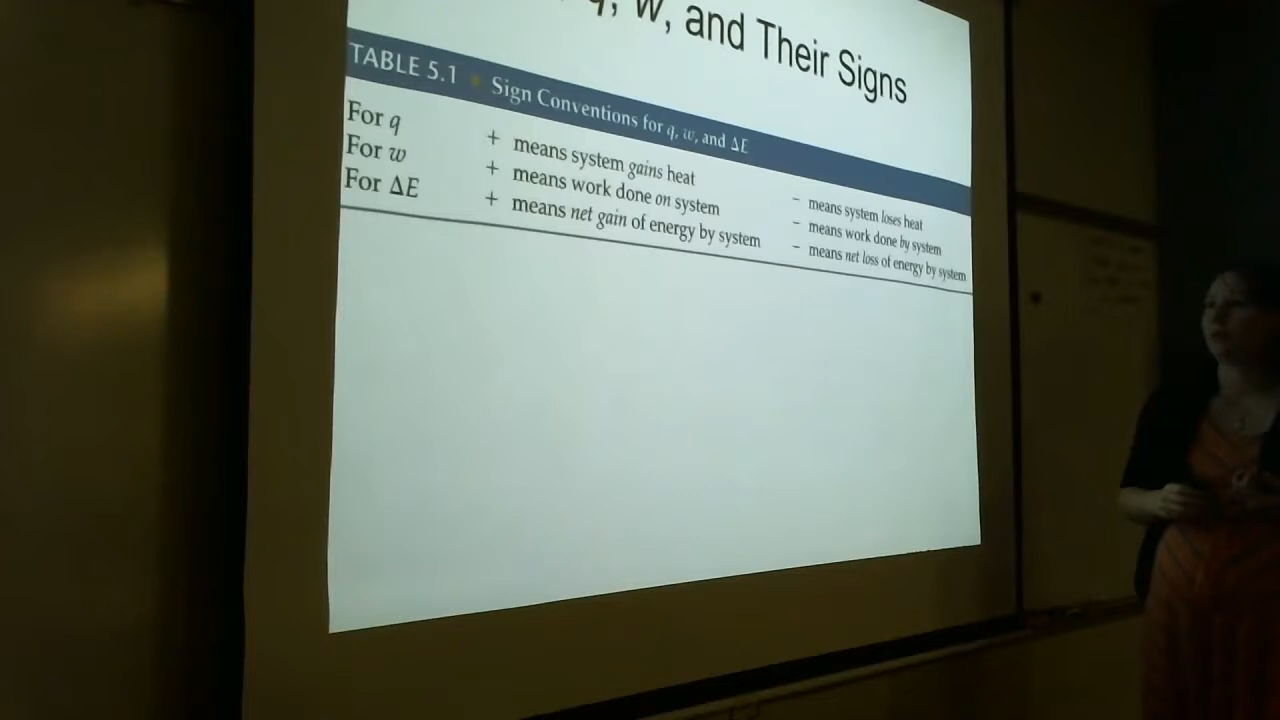 q, w, and Their Signs
TABLE 5.1 Sign Conventions for q, w, and ΔE
For q + means system gains heat − means system loses heat
For w + means work done on system − means work done by system
For ΔE + means net gain of energy by system − means net loss of energy by system